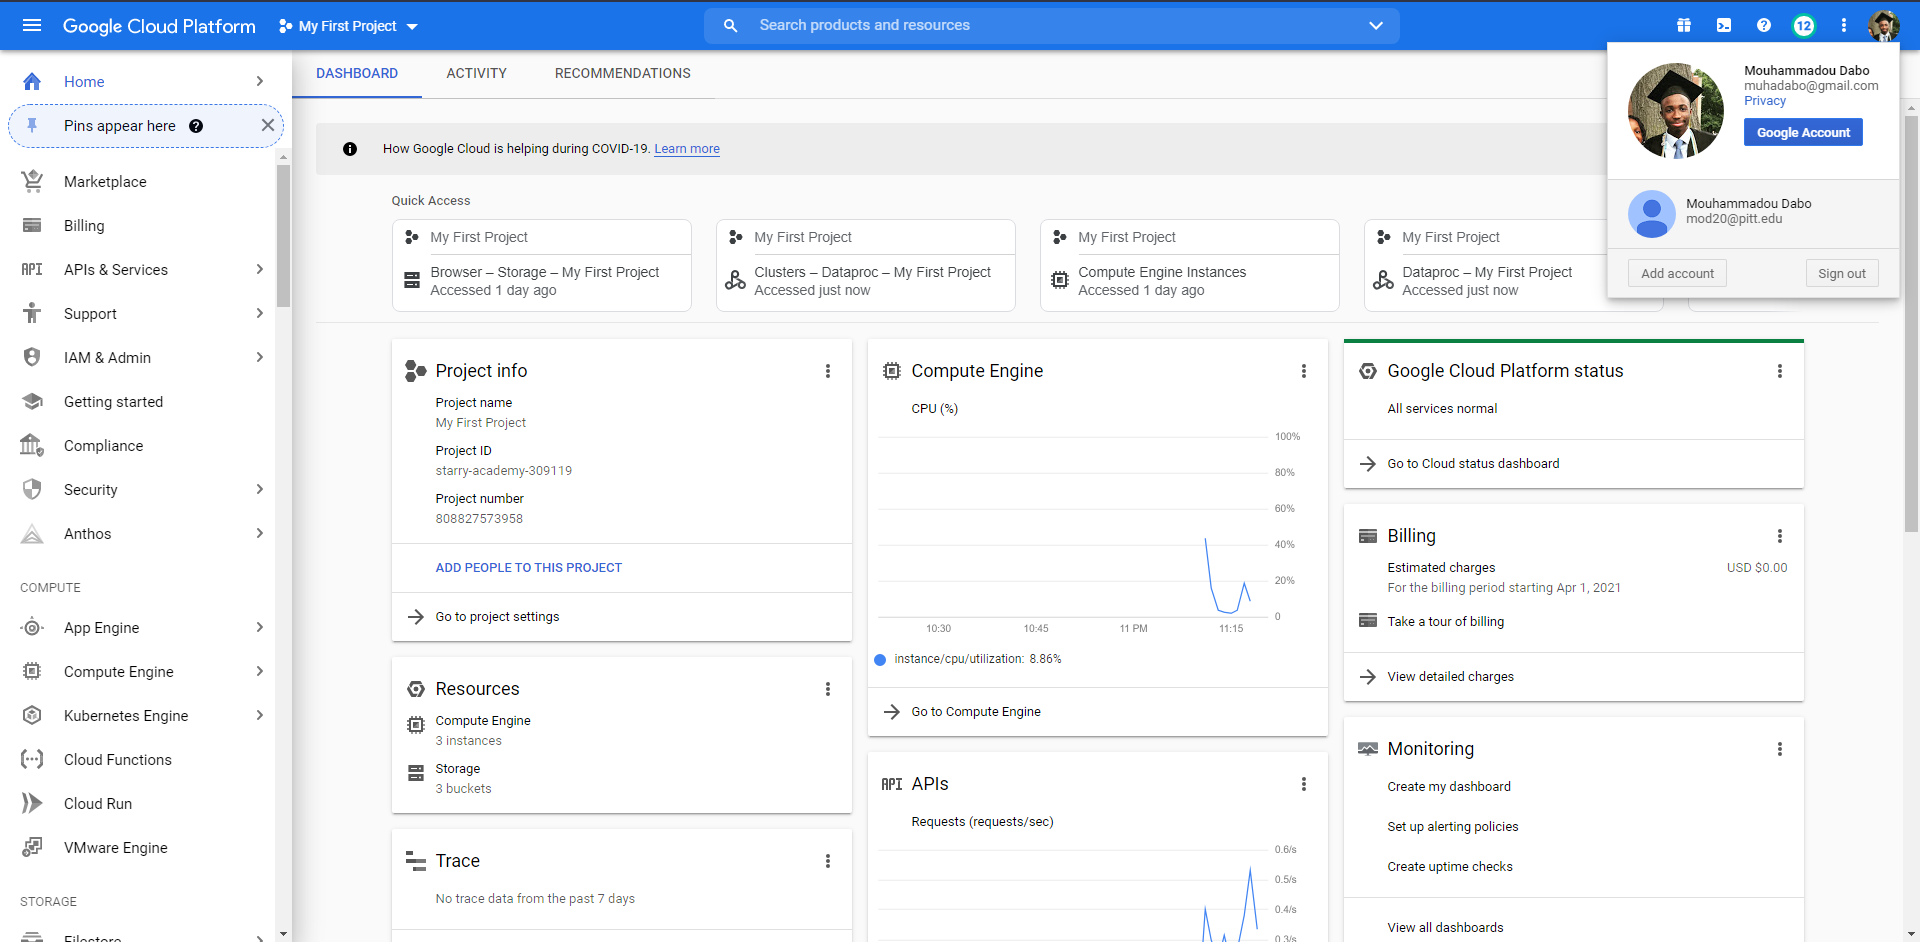 Google Cloud Platform
My First Project
Search products and resources
12
Mouhammadou Dabo
muhadabo@gmail.com
Privacy
Google Account
Mouhammadou Dabo
mod20@pitt.edu
Add account
Sign out
Home
Pins appear here
Marketplace
Billing
API APIs & Services
Support
IAM & Admin
Getting started
Compliance
Security
Anthos
COMPUTE
App Engine
Compute Engine
Kubernetes Engine
Cloud Functions
Cloud Run
VMware Engine
STORAGE
Filestore
DASHBOARD
ACTIVITY
RECOMMENDATIONS
How Google Cloud is helping during COVID-19. Learn more
Quick Access
My First Project
Browser – Storage – My First Project
Accessed 1 day ago
My First Project
Clusters – Dataproc – My First Project
Accessed just now
My First Project
Compute Engine Instances
Accessed 1 day ago
My First Project
Dataproc – My First Project
Accessed just now
Project info
Project name
My First Project
Project ID
starry-academy-309119
Project number
808827573958
ADD PEOPLE TO THIS PROJECT
Go to project settings
Resources
Compute Engine
3 instances
Storage
3 buckets
Trace
No trace data from the past 7 days
Compute Engine
CPU (%)
100%
80%
60%
40%
20%
0
10:30 10:45 11 PM 11:15
instance/cpu/utilization: 8.86%
Go to Compute Engine
API APIs
Requests (requests/sec)
0.6/s
0.5/s
0.4/s
0.3/s
Google Cloud Platform status
All services normal
Go to Cloud status dashboard
Billing
Estimated charges USD $0.00
For the billing period starting Apr 1, 2021
Take a tour of billing
View detailed charges
Monitoring
Create my dashboard
Set up alerting policies
Create uptime checks
View all dashboards